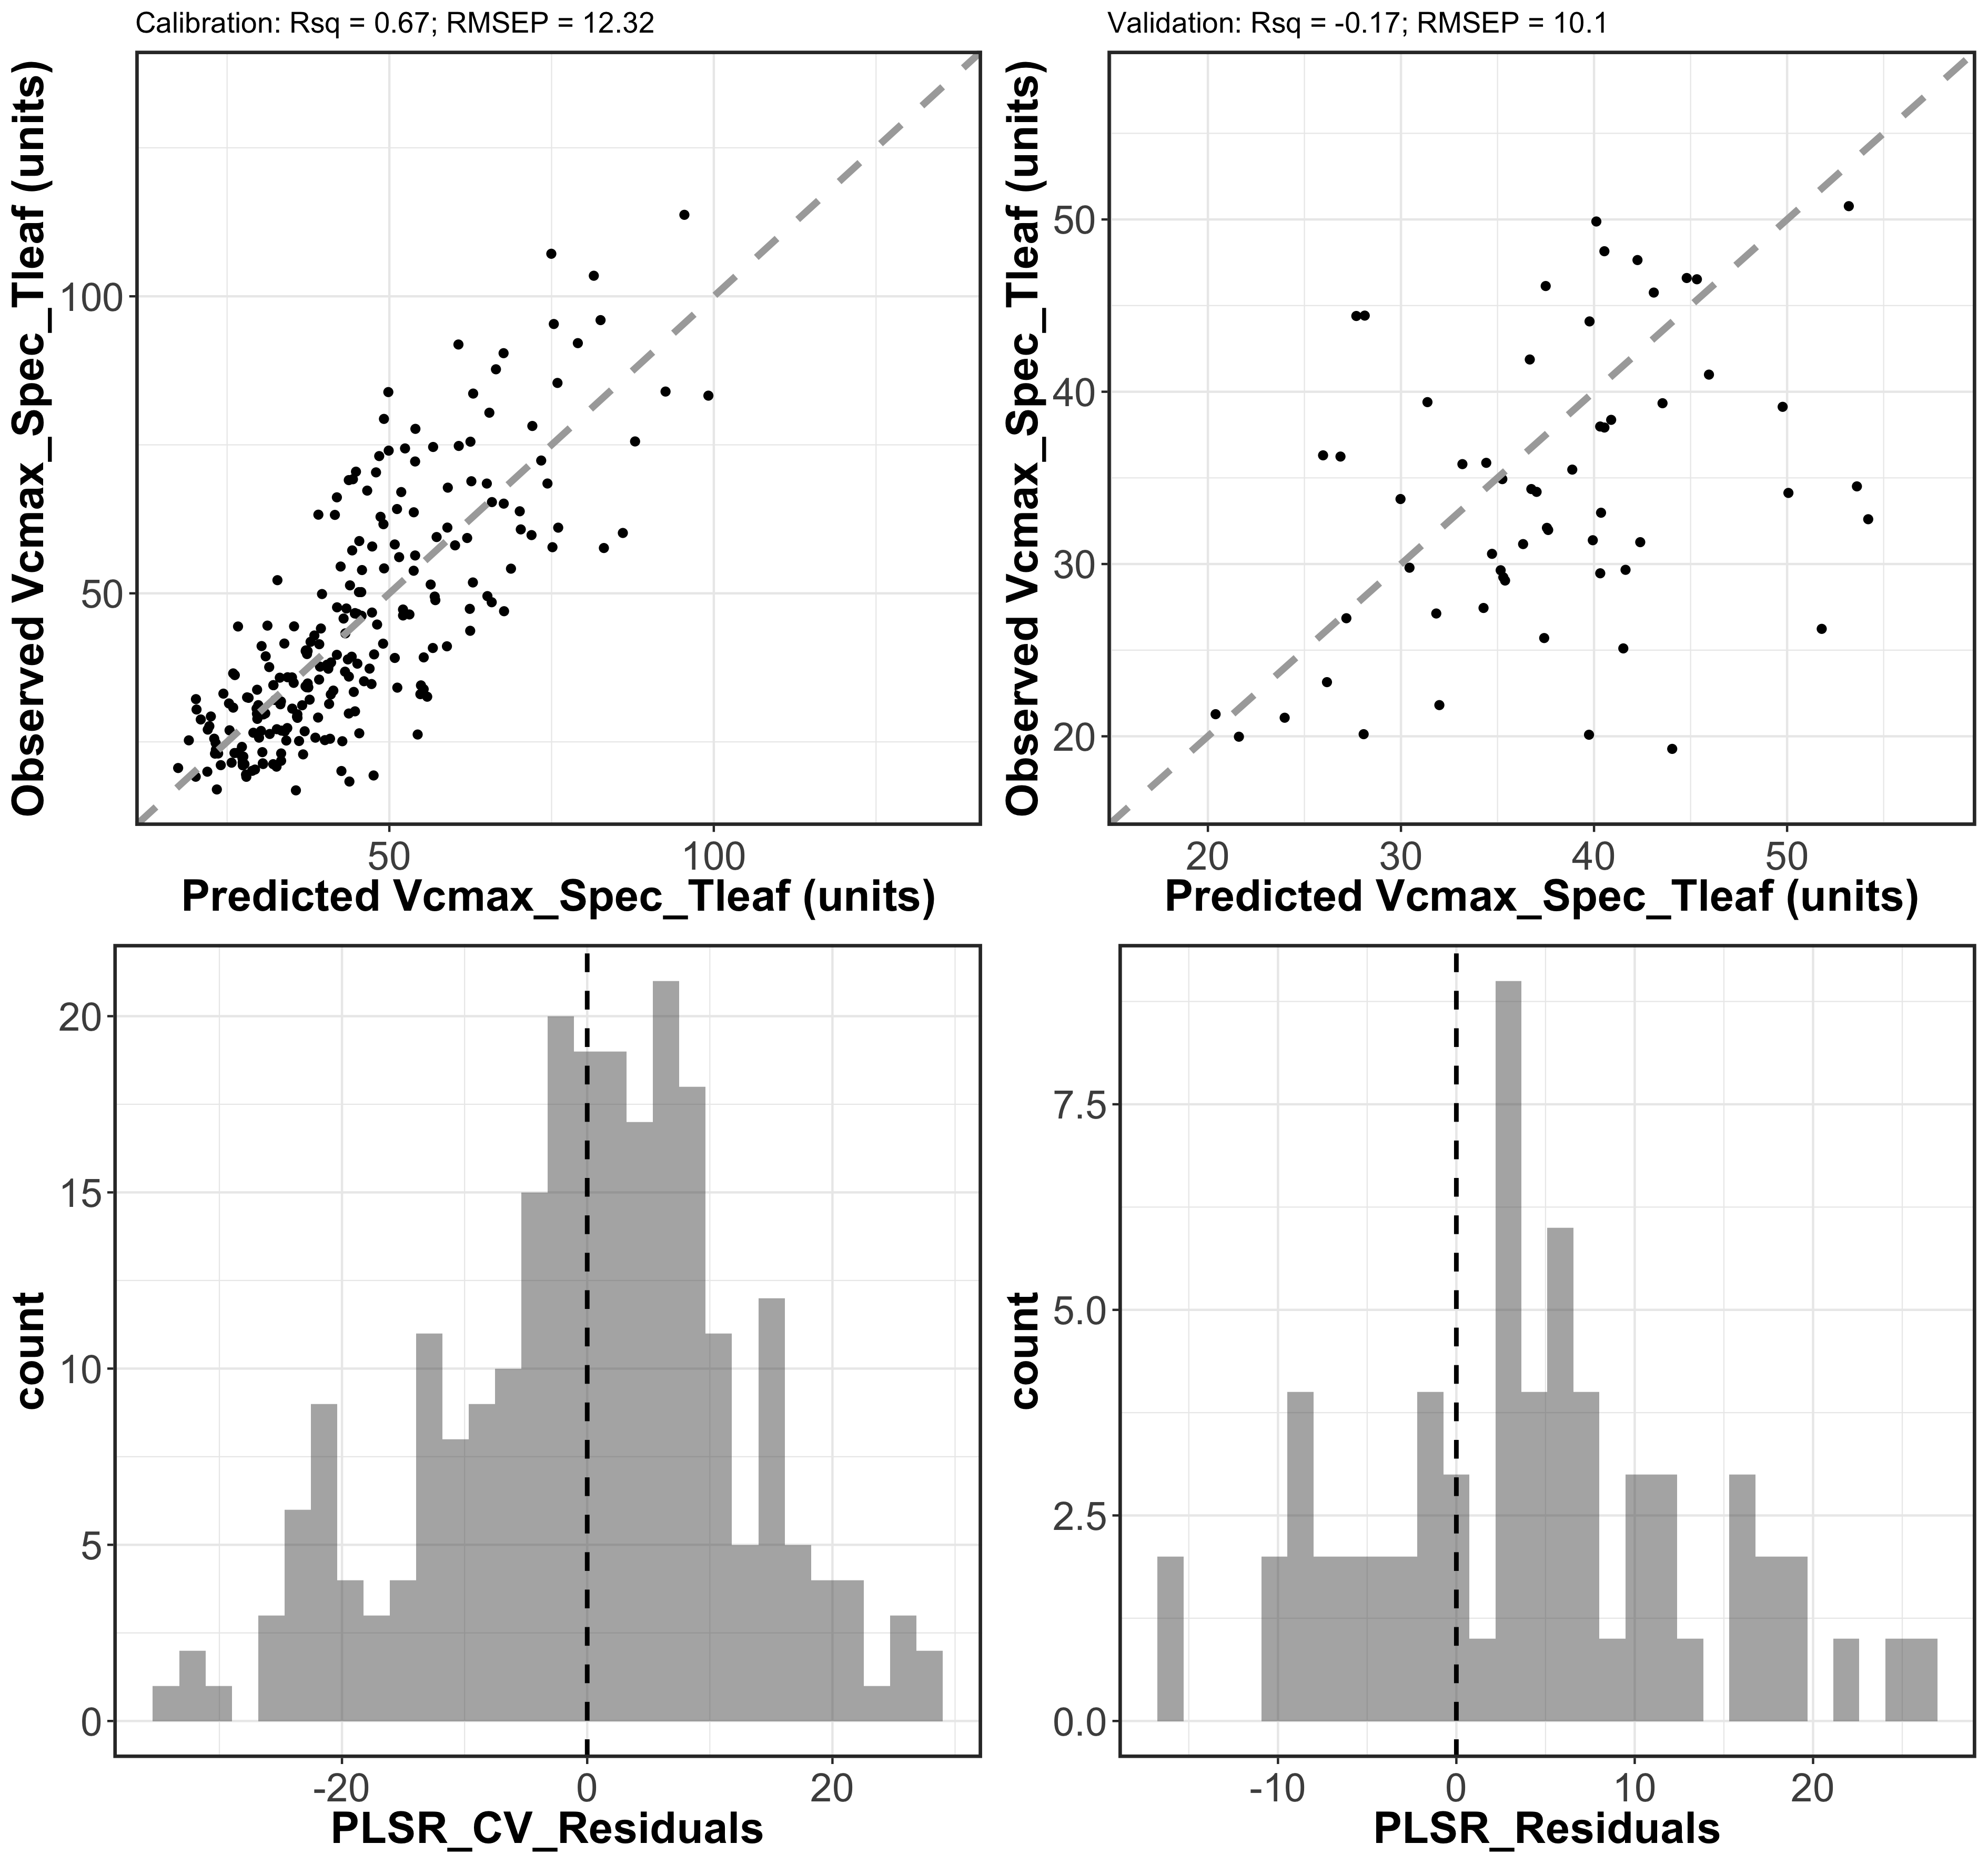 Calibration: Rsq = 0.67; RMSEP = 12.32
Observed Vcmax_Spec_Tleaf (units)
100
50
50
100
Predicted Vcmax_Spec_Tleaf (units)
Validation: Rsq = -0.17; RMSEP = 10.1
Observed Vcmax_Spec_Tleaf (units)
50
40
30
20
20
30
40
50
Predicted Vcmax_Spec_Tleaf (units)
count
20
15
10
5
0
-20
0
20
PLSR_CV_Residuals
count
7.5
5.0
2.5
0.0
-10
0
10
20
PLSR_Residuals